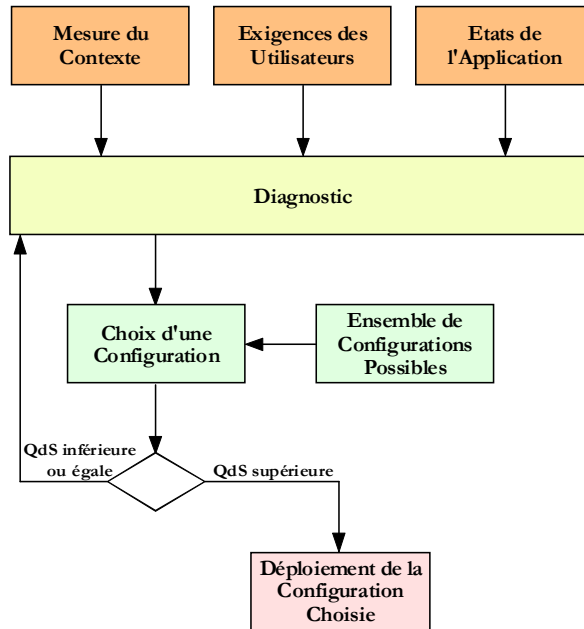 Mesure du
Contexte
Exigences des
Utilisateurs
Etats de
l'Application
Diagnostic
Choix d'une
Configuration
Ensemble de
Configurations
Possibles
QdS inférieure
ou égale
QdS supérieure
Déploiement de la
Configuration
Choisie